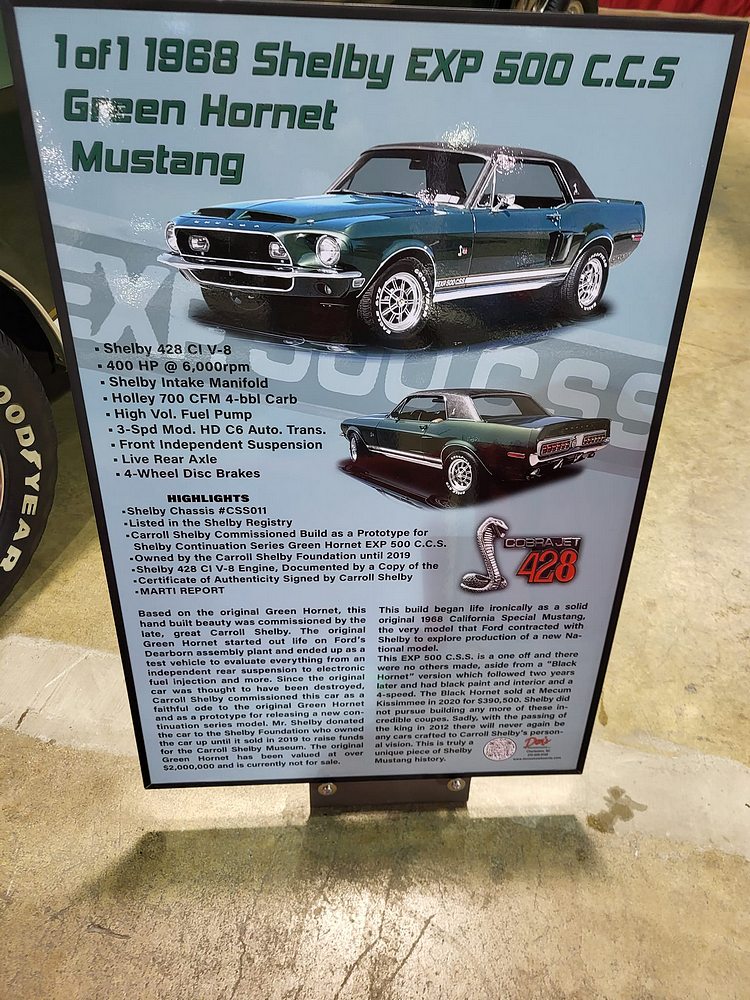 1 of 1 1968 Shelby EXP 500 C.C.S
Green Hornet
Mustang
EXP 500 CSS
EXP 500 CSS
• Shelby 428 CI V-8
• 400 HP @ 6,000rpm
• Shelby Intake Manifold
• Holley 700 CFM 4-bbl Carb
• High Vol. Fuel Pump
• 3-Spd Mod. HD C6 Auto. Trans.
• Front Independent Suspension
• Live Rear Axle
• 4-Wheel Disc Brakes
HIGHLIGHTS
• Shelby Chassis #CSS011
• Listed in the Shelby Registry
• Carroll Shelby Commissioned Build as a Prototype for
Shelby Continuation Series Green Hornet EXP 500 C.C.S.
• Owned by the Carroll Shelby Foundation until 2019
• Shelby 428 CI V-8 Engine, Documented by a Copy of the
• Certificate of Authenticity Signed by Carroll Shelby
• MARTI REPORT
COBRA JET
428
Based on the original Green Hornet, this
hand built beauty was commissioned by the
late, great Carroll Shelby. The original
Green Hornet started out life on Ford's
Dearborn assembly plant and ended up as a
test vehicle to evaluate everything from an
independent rear suspension to electronic
fuel injection and more. Since the original
car was thought to have been destroyed,
Carroll Shelby commissioned this car as a
faithful ode to the original Green Hornet
and as a prototype for releasing a new con-
tinuation series model. Mr. Shelby donated
the car to the Shelby Foundation who owned
the car up until it sold in 2019 to raise funds
for the Carroll Shelby Museum. The original
Green Hornet has been valued at over
$2,000,000 and is currently not for sale.
This build began life ironically as a solid
original 1968 California Special Mustang,
the very model that Ford contracted with
Shelby to explore production of a new Na-
tional model.
This EXP 500 C.S.S. is a one off and there
were no others made, aside from a "Black
Hornet" version which followed two years
later and had black paint and interior and a
4-speed. The Black Hornet sold at Mecum
Kissimmee in 2020 for $390,500. Shelby did
not pursue building any more of these in-
credible coupes. Sadly, with the passing of
the king in 2012 there will never again be
any cars crafted to Carroll Shelby's person-
al vision. This is truly a
unique piece of Shelby
Mustang history.
Don's
GOODYEAR